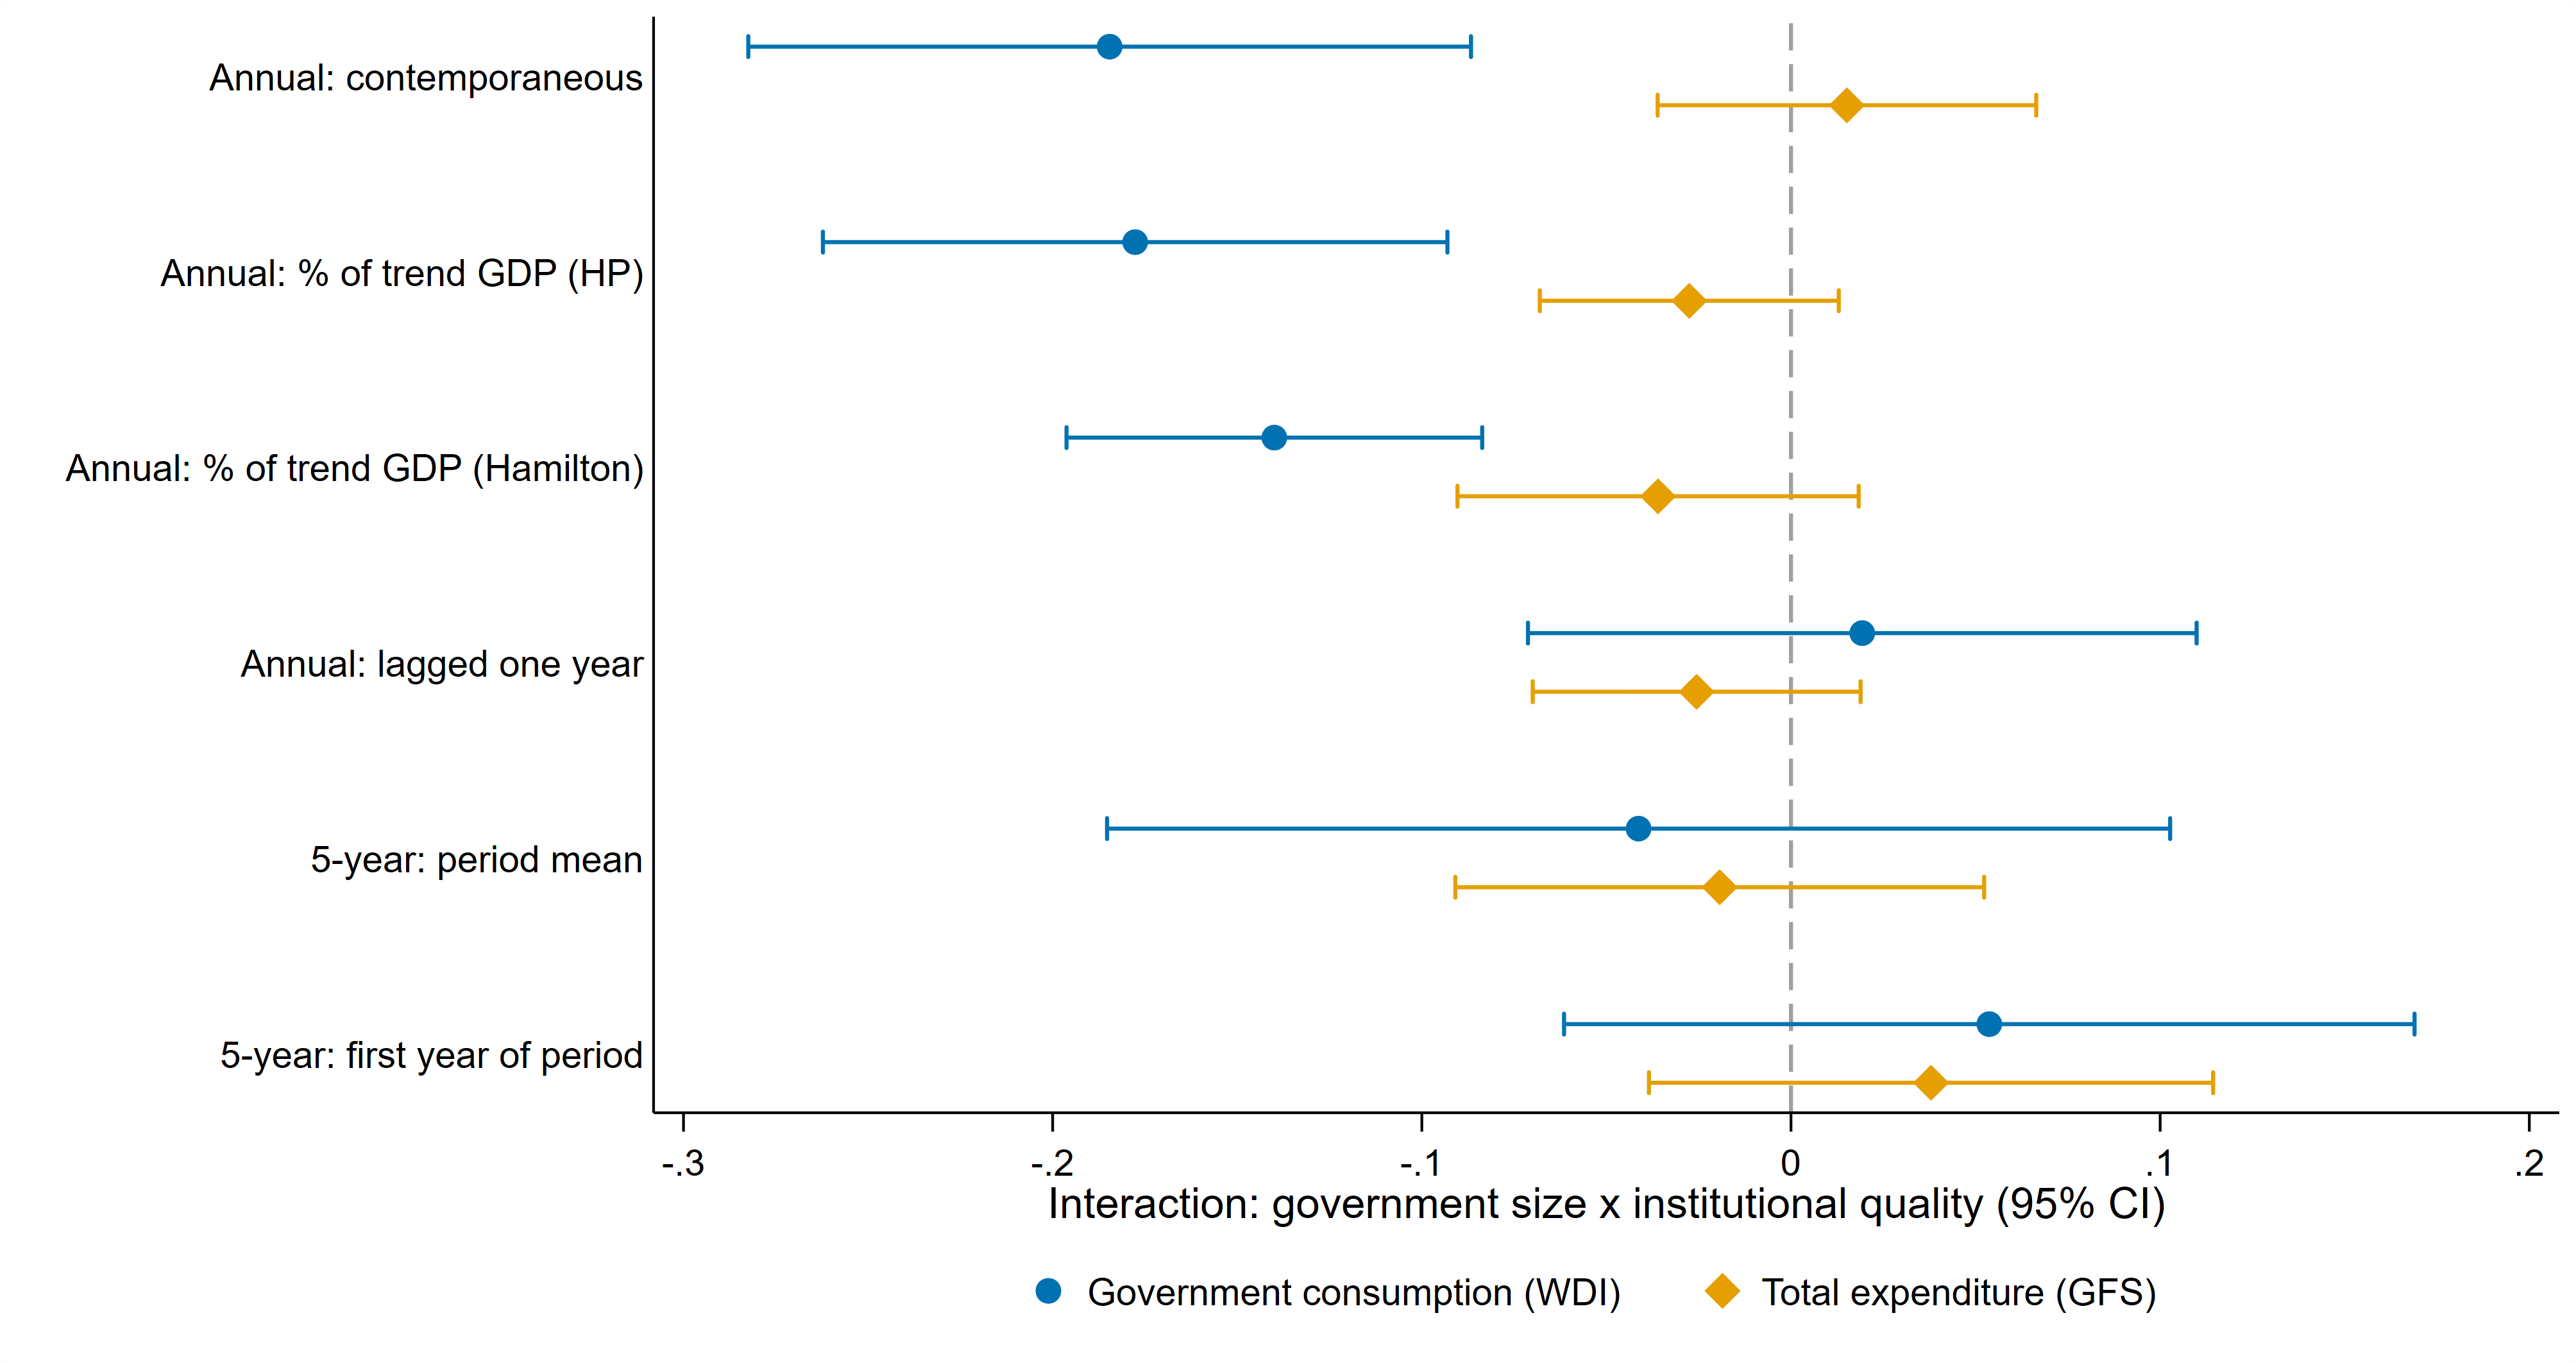 Annual: contemporaneous
Annual: % of trend GDP (HP)
Annual: % of trend GDP (Hamilton)
Annual: lagged one year
5-year: period mean
5-year: first year of period
-.3 -.2 -.1 0 .1 .2
Interaction: government size x institutional quality (95% CI)
Government consumption (WDI) Total expenditure (GFS)